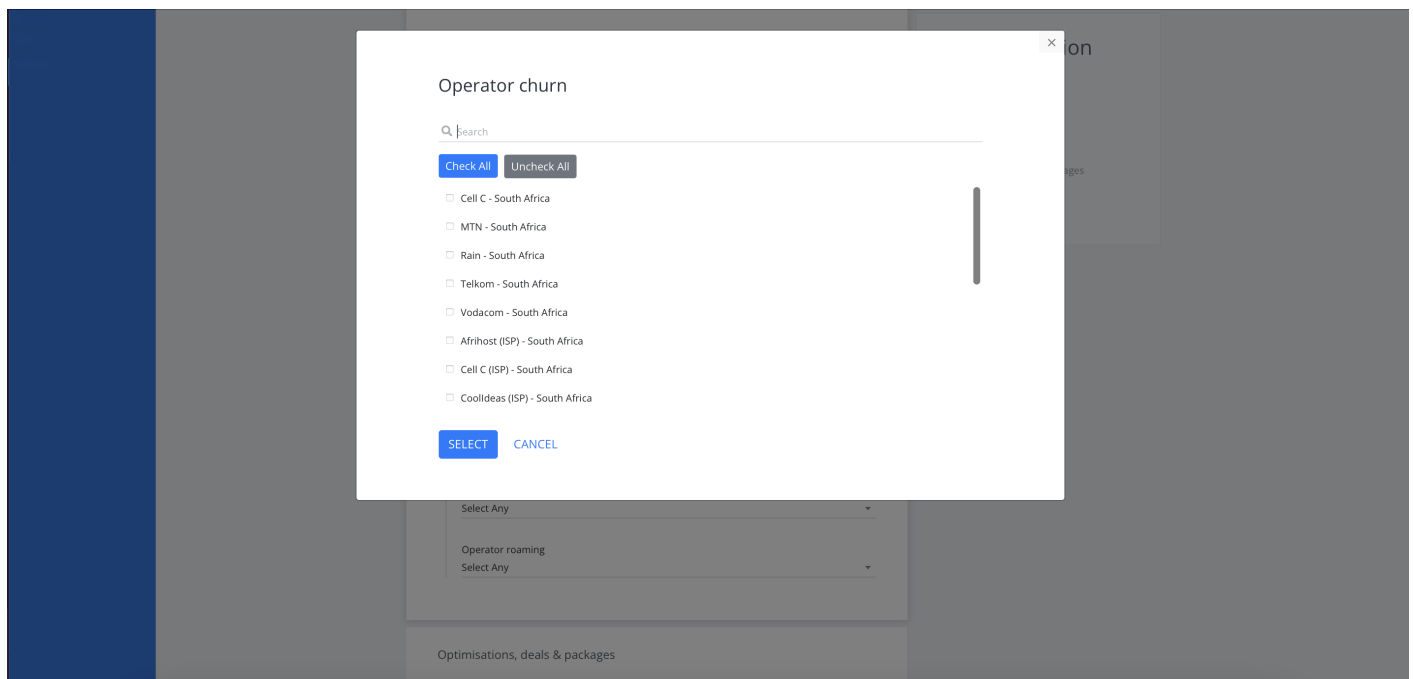 ×
ion
Operator churn
Search
Check All
Uncheck All
ages
Cell C - South Africa
MTN - South Africa
Rain - South Africa
Telkom - South Africa
Vodacom - South Africa
Afrihost (ISP) - South Africa
Cell C (ISP) - South Africa
CoolIdeas (ISP) - South Africa
SELECT
CANCEL
Select Any
Operator roaming
Select Any
Optimisations, deals & packages